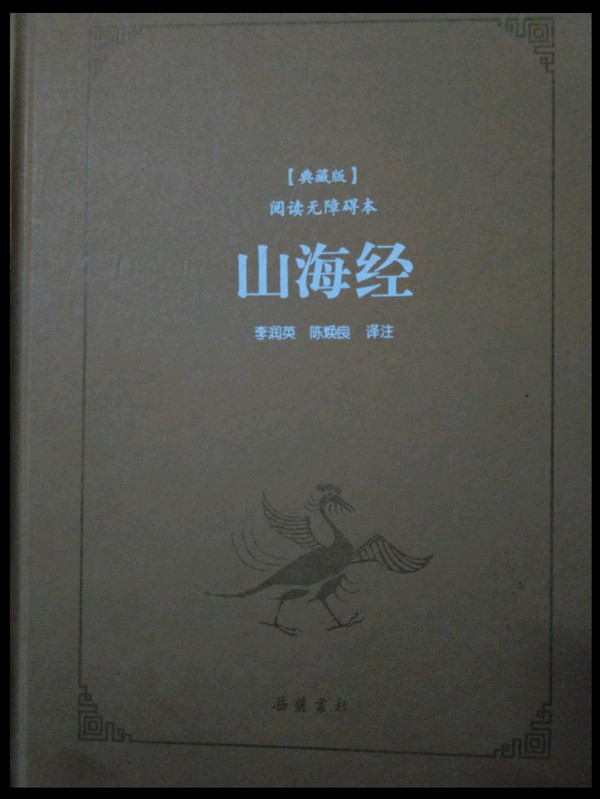 【典藏版】
阅读无障碍本
山海经
李润英 陈焕良 译注
岳麓书社